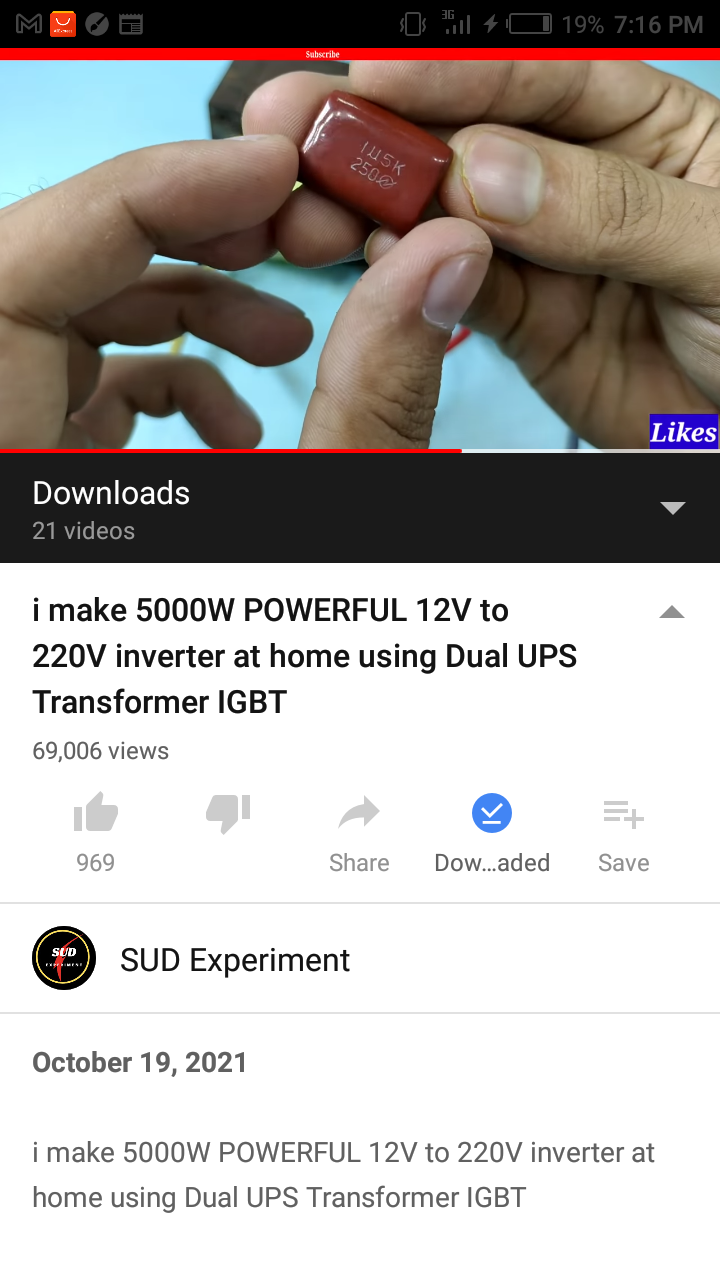 3G
19% 7:16 PM
Subscribe
1μ5K
250
Likes
Downloads
21 videos
i make 5000W POWERFUL 12V to
220V inverter at home using Dual UPS
Transformer IGBT
69,006 views
969
Share
Dow...aded
Save
SUD
EXPERIMENT
SUD Experiment
October 19, 2021
i make 5000W POWERFUL 12V to 220V inverter at
home using Dual UPS Transformer IGBT